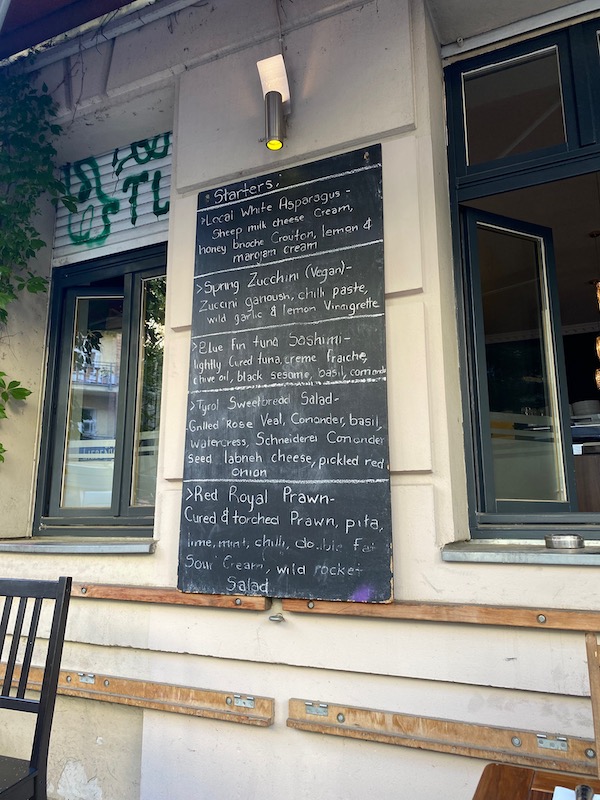 Starters:
>Local White Asparagus-
Sheep milk cheese Cream,
honey brioche Crouton, lemon &
marojam cream
>Spring Zucchini (Vegan)-
Zuccini ganoush, chilli paste,
wild garlic & lemon Vinaigrette
>Blue Fin tuna Sashimi-
lightly Cured tuna, creme fraiche,
chive oil, black sesame, basil, coriander
>Tyrol Sweetbread Salad-
-Grilled Rose Veal, Coriander, basil,
watercress, Schneiderei Coriander
seed labneh cheese, pickled red
onion
>Red Royal Prawn-
Cured & torched Prawn, pita,
lime, mint, chilli, double fat
Sour Cream, wild rocket
Salad